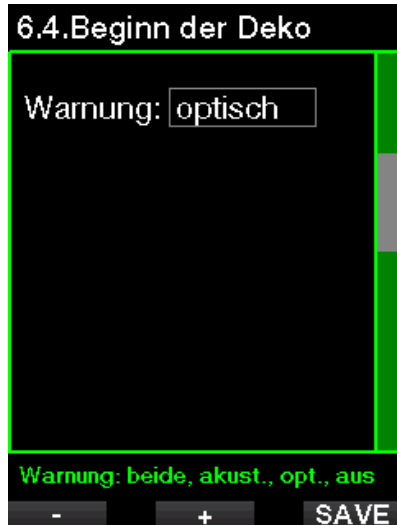 6.4.Beginn der Deko
Warnung: optisch
Warnung: beide, akust., opt., aus
- + SAVE